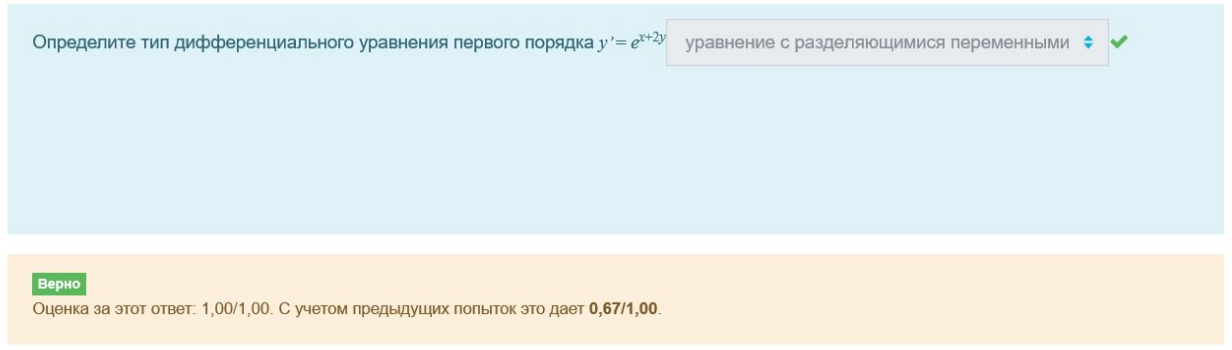 Определите тип дифференциального уравнения первого порядка y′= e^{x+2y} уравнение с разделяющимися переменными
Верно
Оценка за этот ответ: 1,00/1,00. С учетом предыдущих попыток это дает 0,67/1,00.